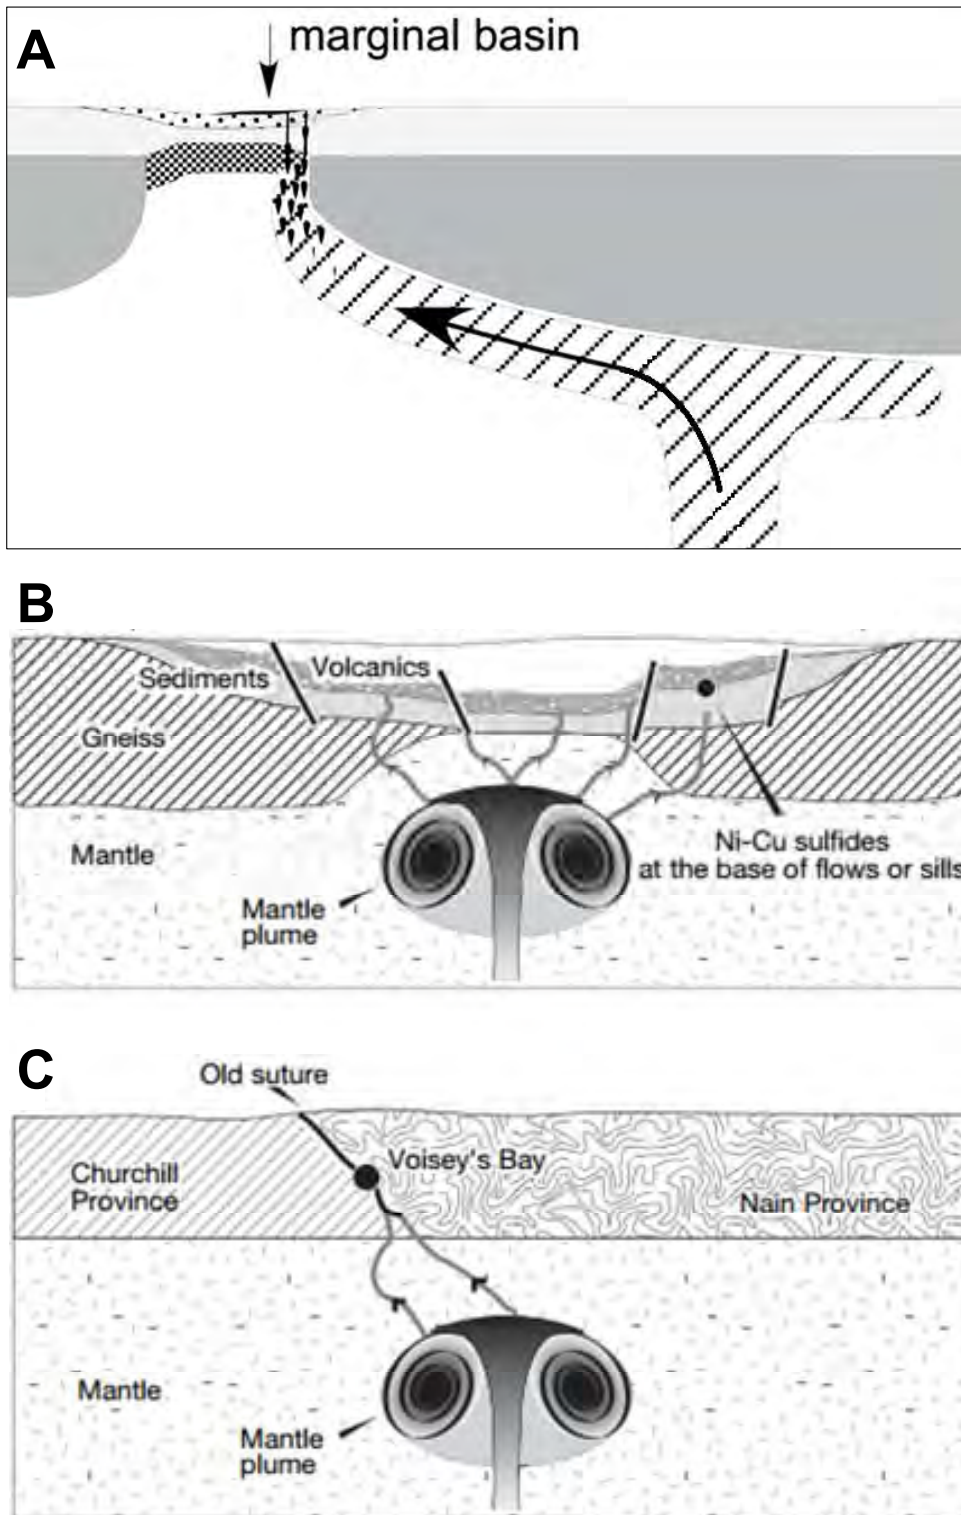 A
marginal basin
B
Sediments
Volcanics
Gneiss
Mantle
Mantle
plume
Ni-Cu sulfides
at the base of flows or sills
C
Old suture
Churchill
Province
Voisey's Bay
Nain Province
Mantle
Mantle
plume